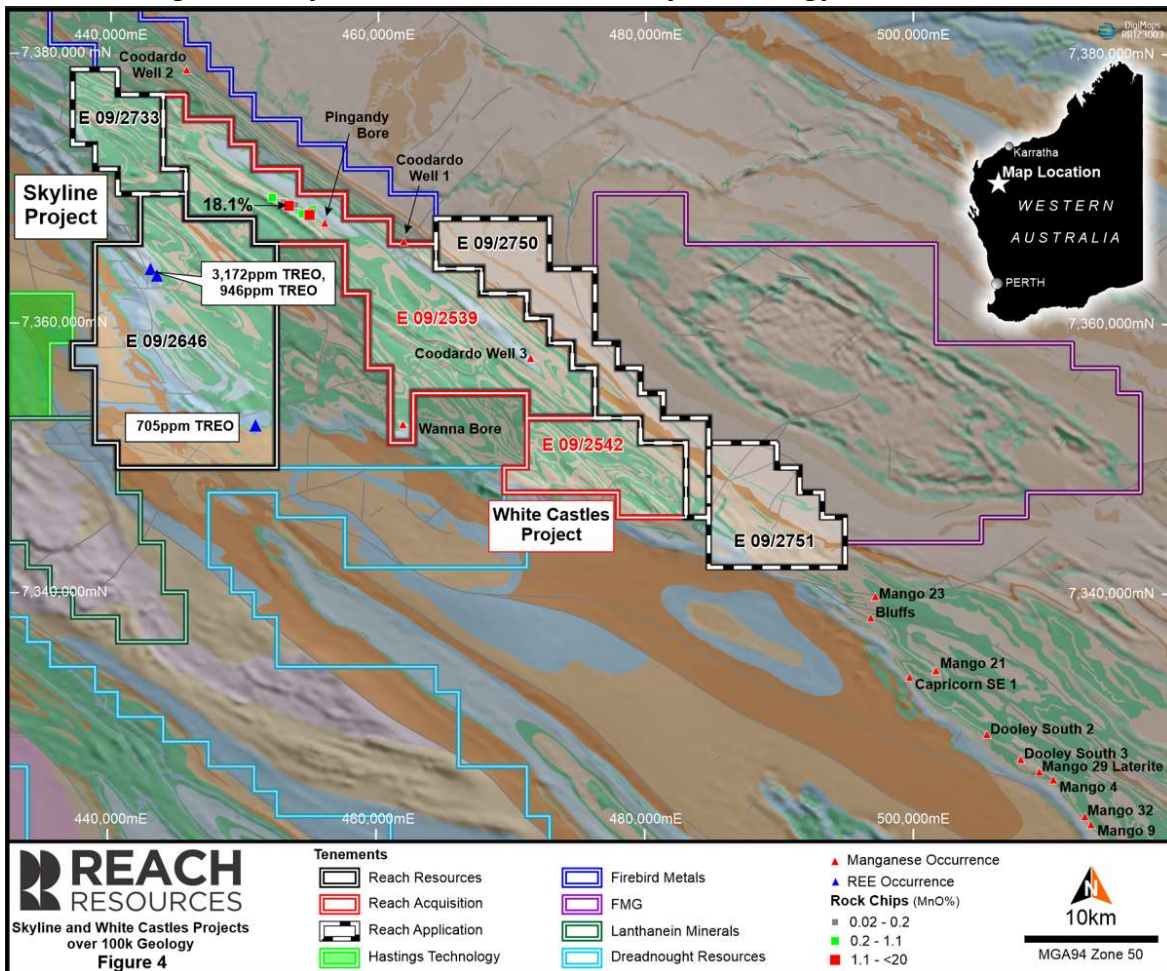 440,000mE
460,000mE
480,000mE
500,000mE
DigiMaps
RR123003
7,380,000 mN
7,380,000 mN
Coodardo
Well 2
E 09/2733
Pingandy
Bore
Coodardo
Well 1
Karratha
Map Location
WESTERN
AUSTRALIA
PERTH
Skyline
Project
18.1%
E 09/2750
3,172ppm TREO,
946ppm TREO
7,360,000mN
7,360,000mN
E 09/2539
E 09/2646
Coodardo Well 3
705ppm TREO
Wanna Bore
E 09/2542
White Castles
Project
E 09/2751
7,340,000mN
7,340,000mN
Mango 23
Bluffs
Mango 21
Capricorn SE 1
Dooley South 2
Dooley South 3
Mango 29 Laterite
Mango 4
Mango 32
Mango 9
440,000mE
460,000mE
480,000mE
500,000mE
REACH
RESOURCES
Skyline and White Castles Projects
over 100k Geology
Figure 4
Tenements
Reach Resources
Reach Acquisition
Reach Application
Hastings Technology
Firebird Metals
FMG
Lanthanein Minerals
Dreadnought Resources
Manganese Occurrence
REE Occurrence
Rock Chips (MnO%)
0.02 - 0.2
0.2 - 1.1
1.1 - <20
N
10km
MGA94 Zone 50